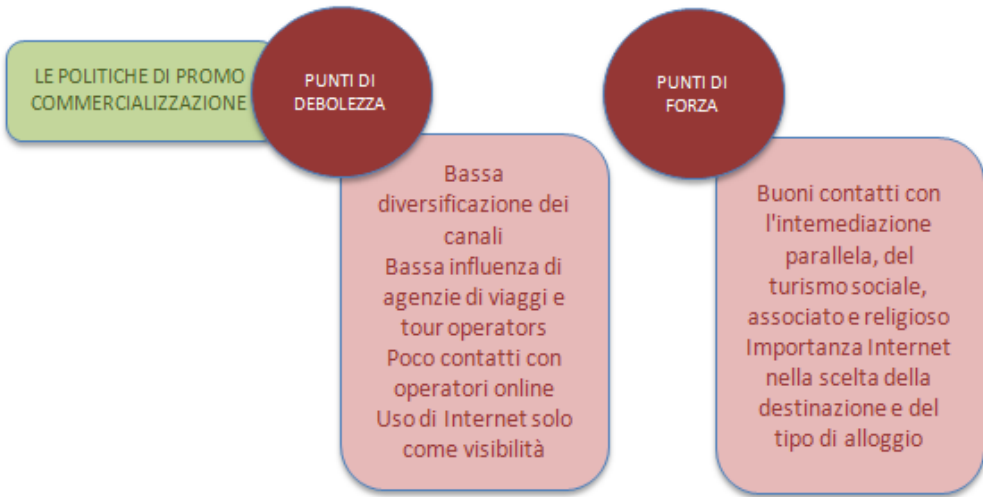 LE POLITICHE DI PROMO
COMMERCIALIZZAZIONE
PUNTI DI
DEBOLEZZA
Bassa
diversificazione dei
canali
Bassa influenza di
agenzie di viaggi e
tour operators
Poco contatti con
operatori online
Uso di Internet solo
come visibilità
PUNTI DI
FORZA
Buoni contatti con
l'intemediazione
parallela, del
turismo sociale,
associato e religioso
Importanza Internet
nella scelta della
destinazione e del
tipo di alloggio